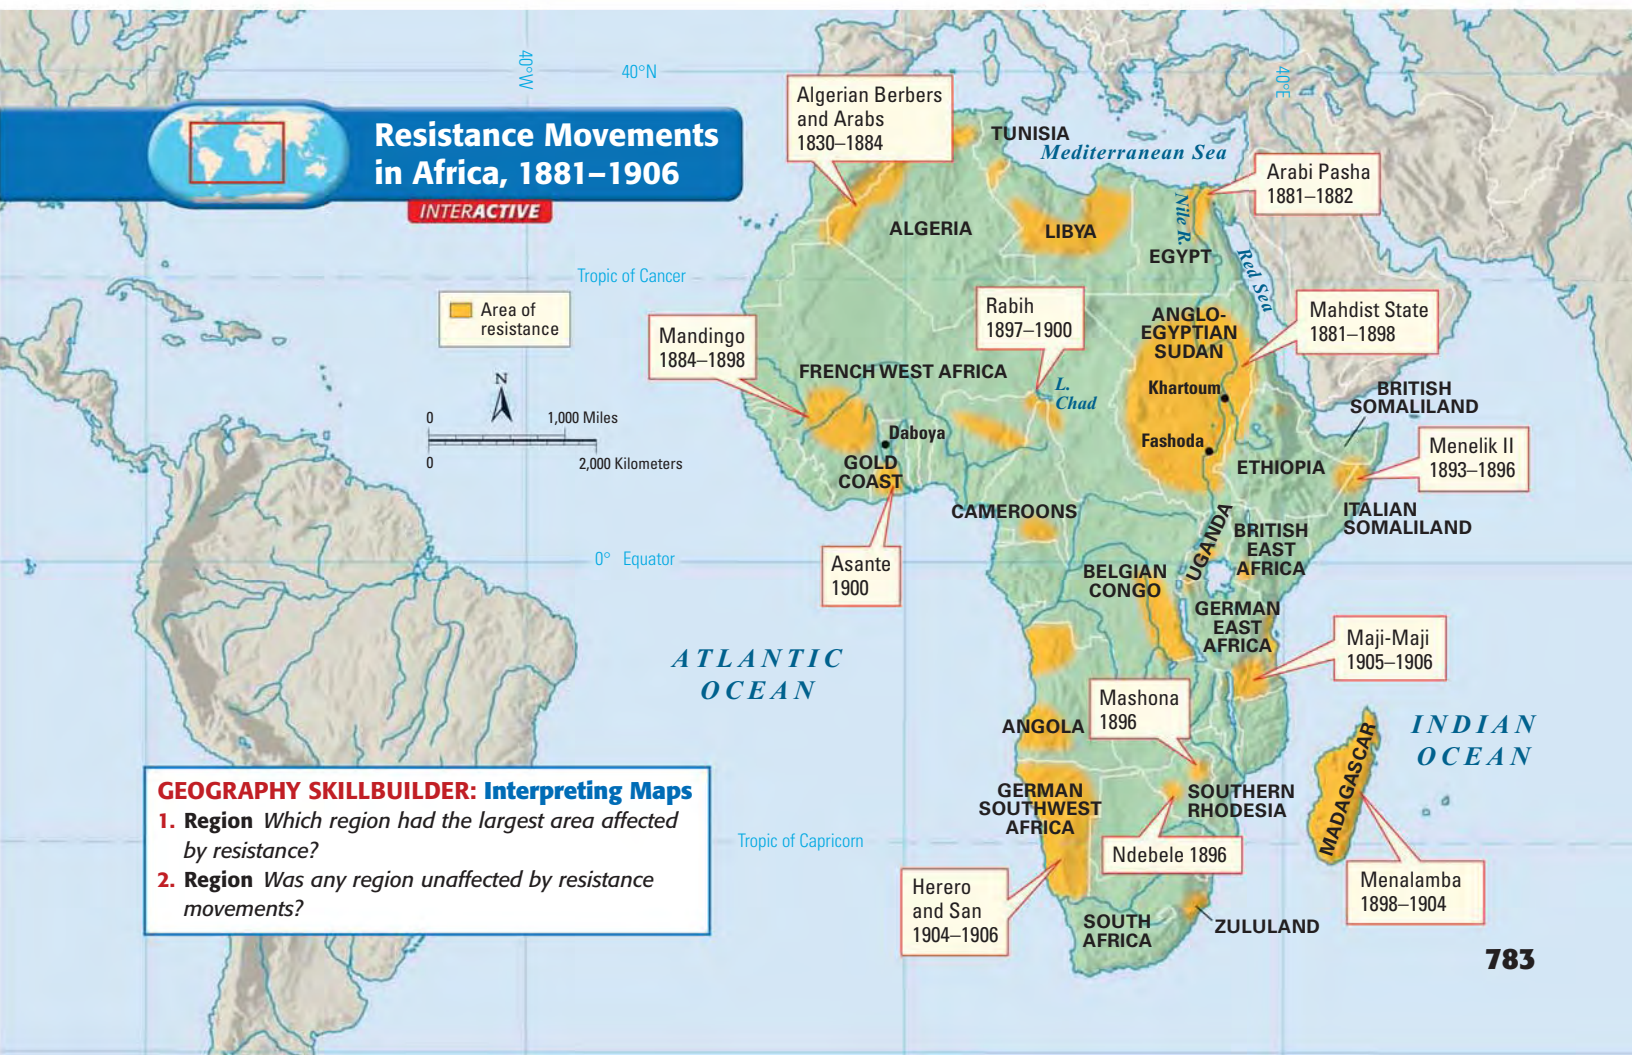 40°W
40°N
40°E
Resistance Movements
in Africa, 1881–1906
INTERACTIVE
Algerian Berbers
and Arabs
1830–1884
TUNISIA
Mediterranean Sea
Arabi Pasha
1881–1882
ALGERIA
LIBYA
Nile R.
EGYPT
Red Sea
Tropic of Cancer
Area of
resistance
Mandingo
1884–1898
Rabih
1897–1900
ANGLO-
EGYPTIAN
SUDAN
Mahdist State
1881–1898
FRENCH WEST AFRICA
L.
Chad
Khartoum
BRITISH
SOMALILAND
N
0
1,000 Miles
0
2,000 Kilometers
Daboya
Fashoda
GOLD
COAST
ETHIOPIA
Menelik II
1893–1896
CAMEROONS
ITALIAN
SOMALILAND
UGANDA
BRITISH
EAST
AFRICA
0° Equator
Asante
1900
BELGIAN
CONGO
GERMAN
EAST
AFRICA
Maji-Maji
1905–1906
ATLANTIC
OCEAN
Mashona
1896
ANGOLA
INDIAN
OCEAN
MADAGASCAR
GERMAN
SOUTHWEST
AFRICA
SOUTHERN
RHODESIA
Tropic of Capricorn
Ndebele 1896
Herero
and San
1904–1906
Menalamba
1898–1904
SOUTH
AFRICA
ZULULAND
GEOGRAPHY SKILLBUILDER: Interpreting Maps
1. Region Which region had the largest area affected
by resistance?
2. Region Was any region unaffected by resistance
movements?
783